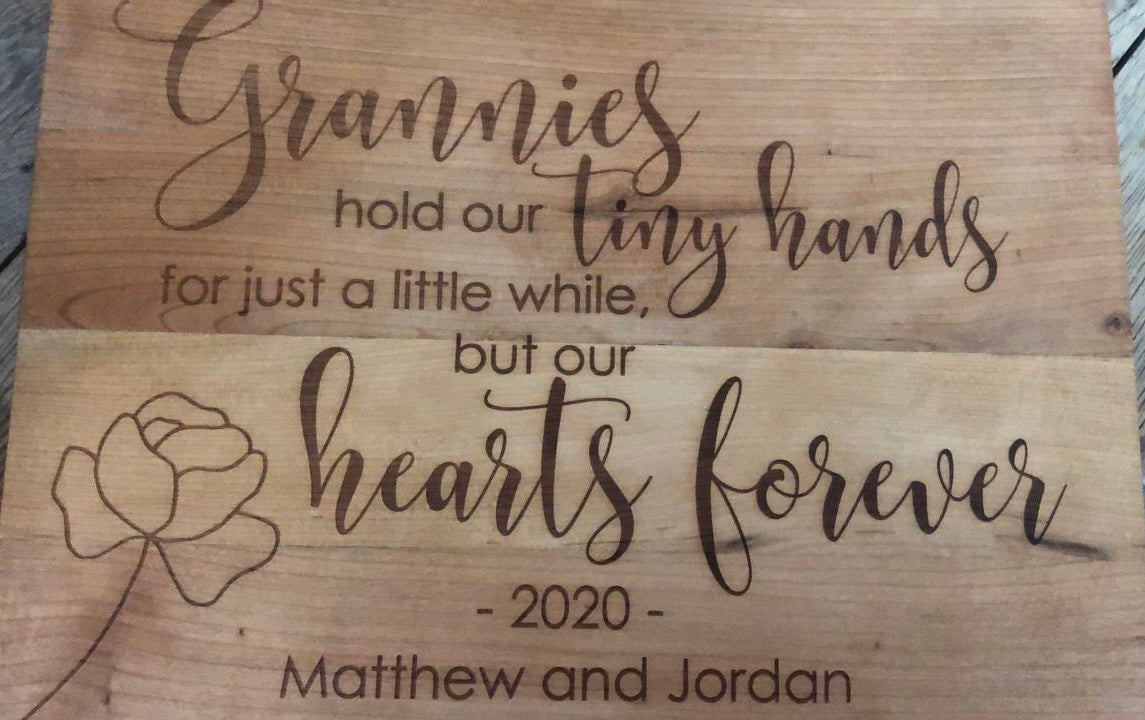 Grannies
hold our tiny hands
for just a little while,
but our
hearts forever
- 2020 -
Matthew and Jordan